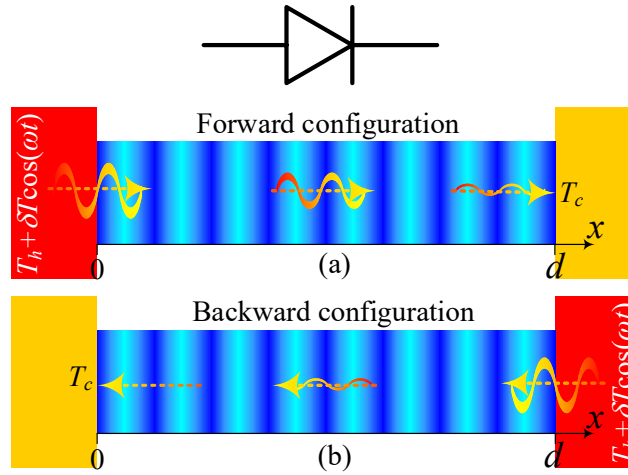 Forward configuration
T_h + δTcos(ωt)
T_c
x
0
(a)
d
Backward configuration
T_c
T_h + δTcos(ωt)
x
0
(b)
d